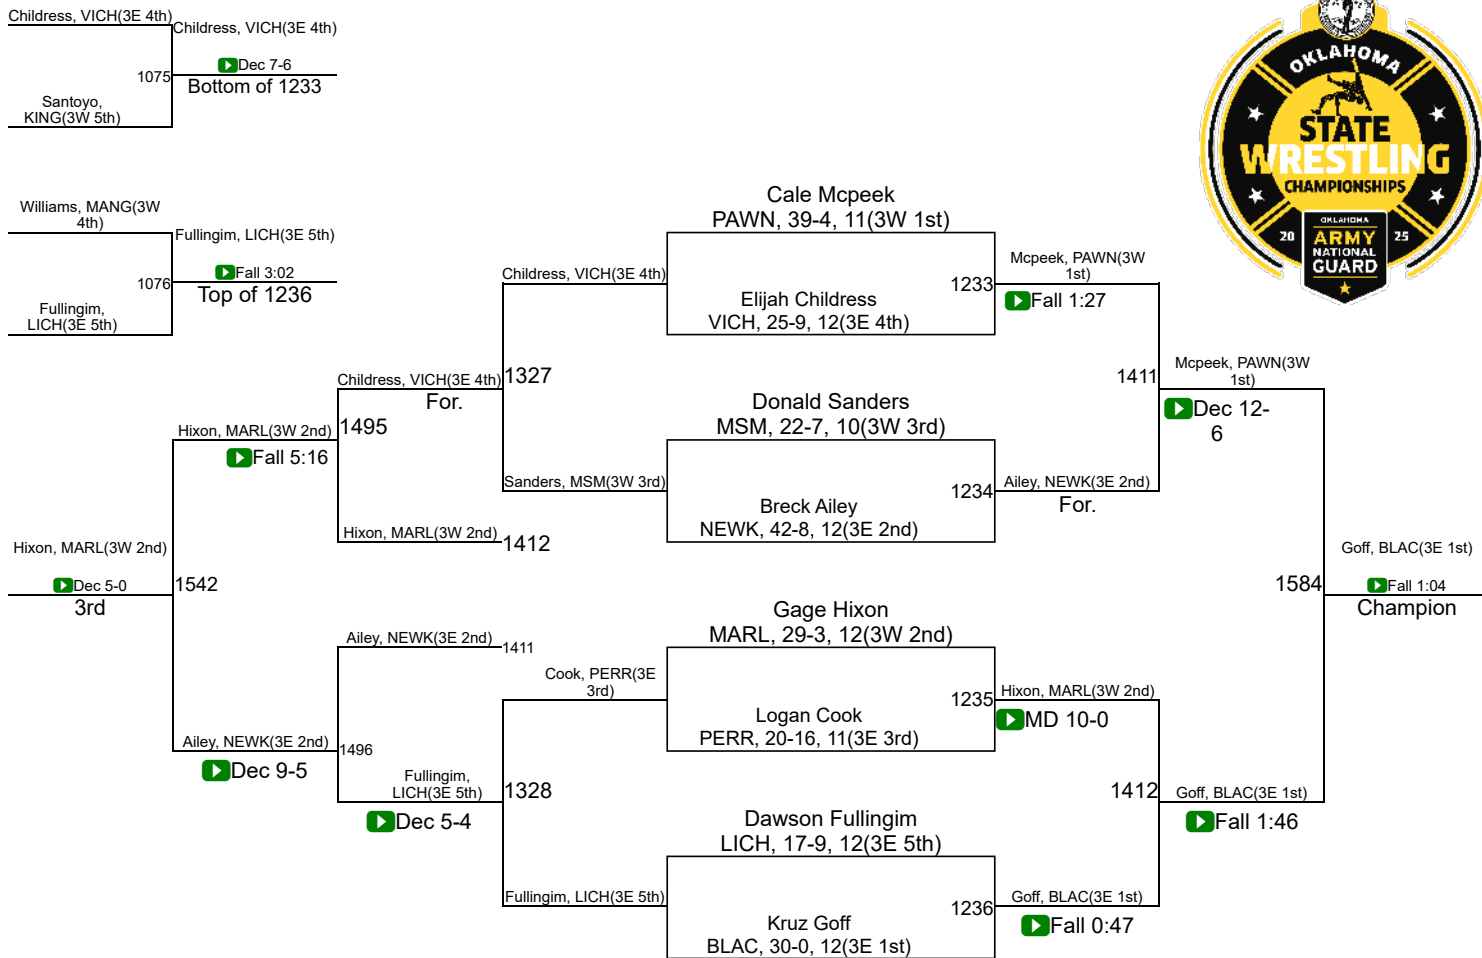 Childress, VICH(3E 4th)
Childress, VICH(3E 4th)
1075
Dec 7-6
Bottom of 1233
Santoyo,
KING(3W 5th)
Williams, MANG(3W
4th)
Fullingim, LICH(3E 5th)
1076
Fall 3:02
Top of 1236
Fullingim,
LICH(3E 5th)
OKLAHOMA
STATE
WRESTLING
CHAMPIONSHIPS
OKLAHOMA
20 ARMY 25
NATIONAL
GUARD
Cale Mcpeek
PAWN, 39-4, 11(3W 1st)
Childress, VICH(3E 4th)
1233
Mcpeek, PAWN(3W
1st)
Fall 1:27
Elijah Childress
VICH, 25-9, 12(3E 4th)
Childress, VICH(3E 4th)
For.
1327
1411
Mcpeek, PAWN(3W
1st)
Dec 12-
6
Donald Sanders
MSM, 22-7, 10(3W 3rd)
Hixon, MARL(3W 2nd)
Fall 5:16
1495
Sanders, MSM(3W 3rd)
1234
Ailey, NEWK(3E 2nd)
For.
Breck Ailey
NEWK, 42-8, 12(3E 2nd)
Hixon, MARL(3W 2nd)
1412
Hixon, MARL(3W 2nd)
Dec 5-0
3rd
1542
1584
Goff, BLAC(3E 1st)
Fall 1:04
Champion
Gage Hixon
MARL, 29-3, 12(3W 2nd)
Ailey, NEWK(3E 2nd)
1411
Cook, PERR(3E
3rd)
1235
Hixon, MARL(3W 2nd)
MD 10-0
Logan Cook
PERR, 20-16, 11(3E 3rd)
Ailey, NEWK(3E 2nd)
Dec 9-5
1496
Fullingim,
LICH(3E 5th)
Dec 5-4
1328
1412
Goff, BLAC(3E 1st)
Fall 1:46
Dawson Fullingim
LICH, 17-9, 12(3E 5th)
Fullingim, LICH(3E 5th)
1236
Goff, BLAC(3E 1st)
Fall 0:47
Kruz Goff
BLAC, 30-0, 12(3E 1st)